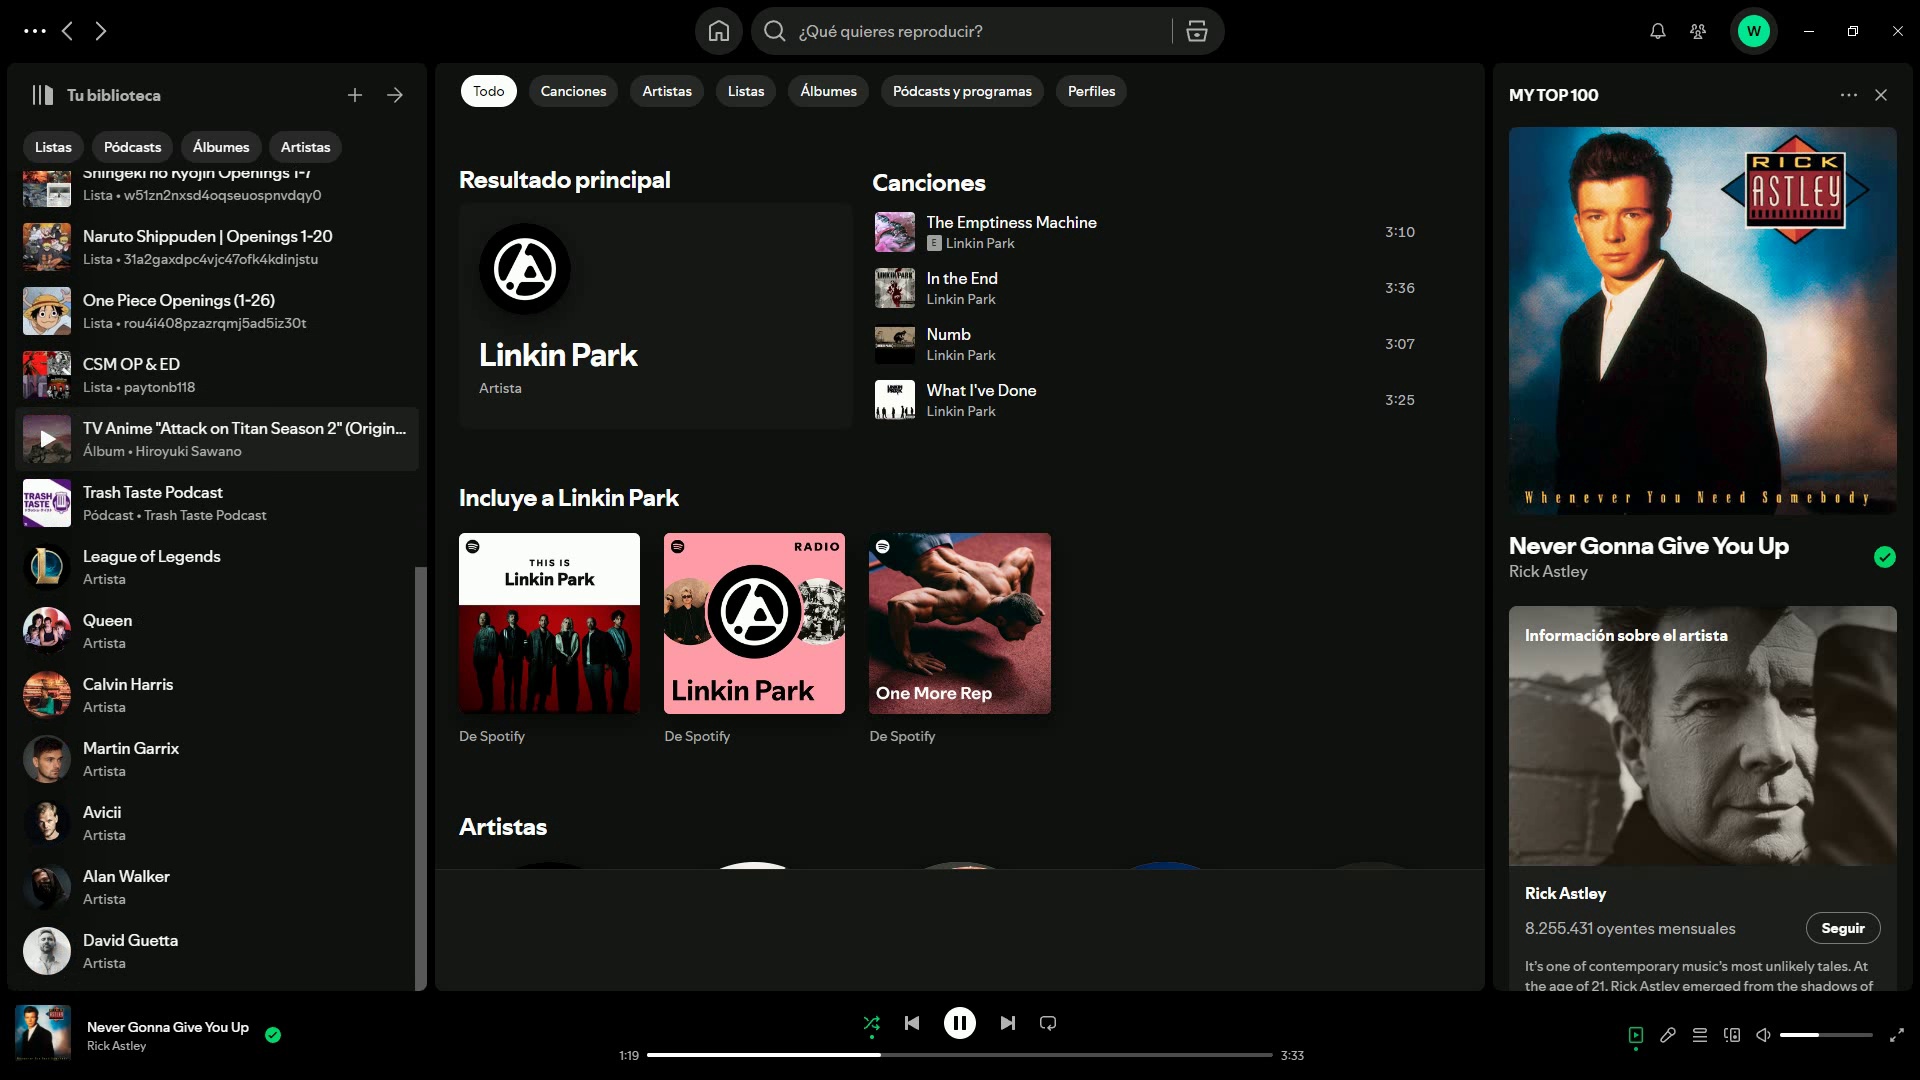 ¿Qué quieres reproducir?
W
Tu biblioteca
Listas
Pódcasts
Álbumes
Artistas
Shingeki no Kyojin Openings 1-7
Lista • w51zn2nxsd4oqseuospnvdqy0
Naruto Shippuden | Openings 1-20
Lista • 31a2gaxdpc4vjc47ofk4kdinjstu
One Piece Openings (1-26)
Lista • rou4i408pzazrqmj5ad5iz30t
CSM OP & ED
Lista • paytonb118
TV Anime "Attack on Titan Season 2" (Origin...
Álbum • Hiroyuki Sawano
TRASH TASTE
Trash Taste Podcast
Pódcast • Trash Taste Podcast
League of Legends
Artista
Queen
Artista
Calvin Harris
Artista
Martin Garrix
Artista
Avicii
Artista
Alan Walker
Artista
David Guetta
Artista
Todo
Canciones
Artistas
Listas
Álbumes
Pódcasts y programas
Perfiles
Resultado principal
Linkin Park
Artista
Canciones
The Emptiness Machine
E Linkin Park
3:10
In the End
Linkin Park
3:36
Numb
Linkin Park
3:07
What I've Done
Linkin Park
3:25
Incluye a Linkin Park
THIS IS
Linkin Park
De Spotify
RADIO
Linkin Park
De Spotify
One More Rep
De Spotify
Artistas
MY TOP 100
RICK
ASTLEY
Whenever You Need Somebody
Never Gonna Give You Up
Rick Astley
Información sobre el artista
Rick Astley
8.255.431 oyentes mensuales
Seguir
It's one of contemporary music's most unlikely tales. At
the age of 21, Rick Astley emerged from the shadows of
Never Gonna Give You Up
Rick Astley
1:19
3:33